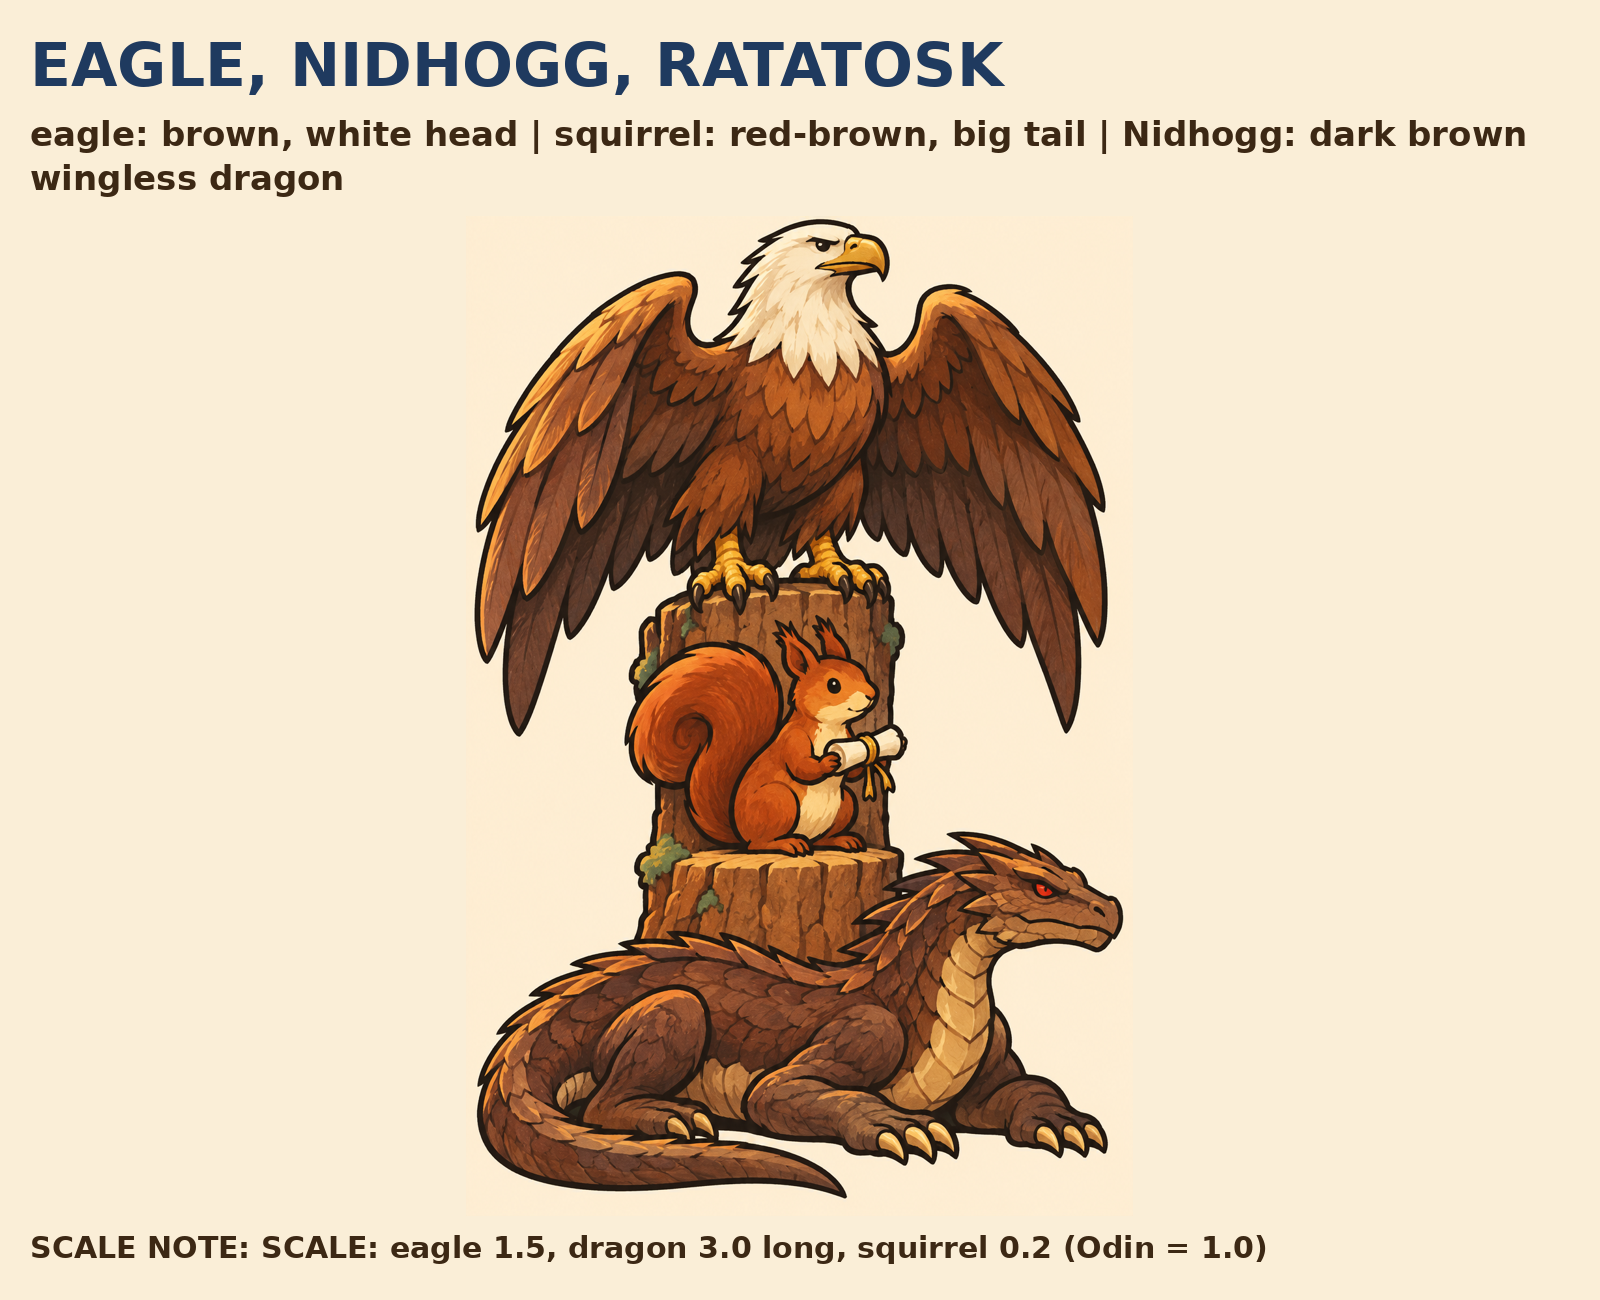 EAGLE, NIDHOGG, RATATOSK
eagle: brown, white head | squirrel: red-brown, big tail | Nidhogg: dark brown
wingless dragon
SCALE NOTE: SCALE: eagle 1.5, dragon 3.0 long, squirrel 0.2 (Odin = 1.0)